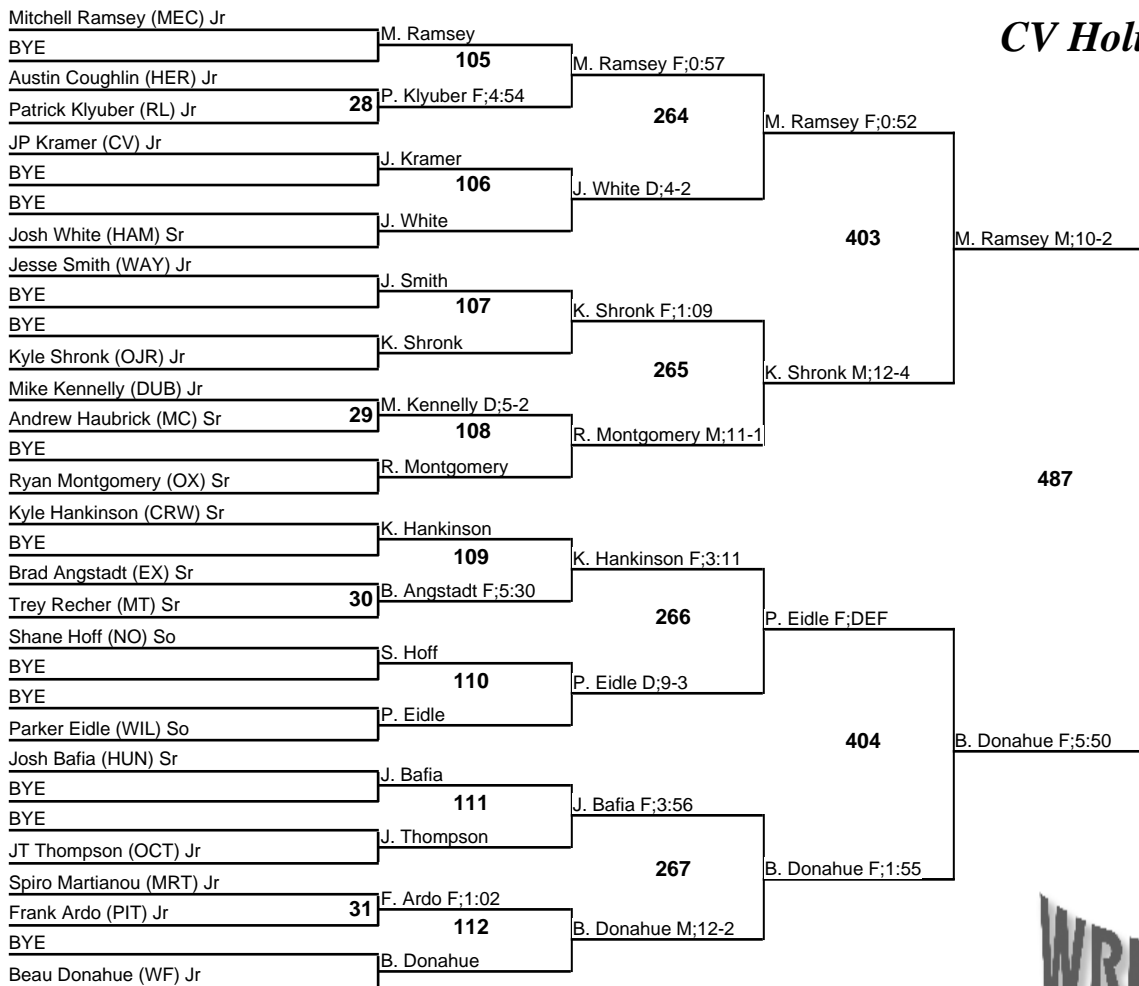 Mitchell Ramsey (MEC) Jr
BYE
Austin Coughlin (HER) Jr
Patrick Klyuber (RL) Jr
JP Kramer (CV) Jr
BYE
BYE
Josh White (HAM) Sr
Jesse Smith (WAY) Jr
BYE
BYE
Kyle Shronk (OJR) Jr
Mike Kennelly (DUB) Jr
Andrew Haubrick (MC) Sr
BYE
Ryan Montgomery (OX) Sr
Kyle Hankinson (CRW) Sr
BYE
Brad Angstadt (EX) Sr
Trey Recher (MT) Sr
Shane Hoff (NO) So
BYE
BYE
Parker Eidle (WIL) So
Josh Bafia (HUN) Sr
BYE
BYE
JT Thompson (OCT) Jr
Spiro Martianou (MRT) Jr
Frank Ardo (PIT) Jr
BYE
Beau Donahue (WF) Jr
28
29
30
31
M. Ramsey
105
P. Klyuber F;4:54
J. Kramer
106
J. White
J. Smith
107
K. Shronk
M. Kennelly D;5-2
108
R. Montgomery
K. Hankinson
109
B. Angstadt F;5:30
S. Hoff
110
P. Eidle
J. Bafia
111
J. Thompson
F. Ardo F;1:02
112
B. Donahue
M. Ramsey F;0:57
264
J. White D;4-2
K. Shronk F;1:09
265
R. Montgomery M;11-1
K. Hankinson F;3:11
266
P. Eidle D;9-3
J. Bafia F;3:56
267
B. Donahue M;12-2
M. Ramsey F;0:52
403
K. Shronk M;12-4
P. Eidle F;DEF
404
B. Donahue F;1:55
CV Holi
M. Ramsey M;10-2
487
B. Donahue F;5:50